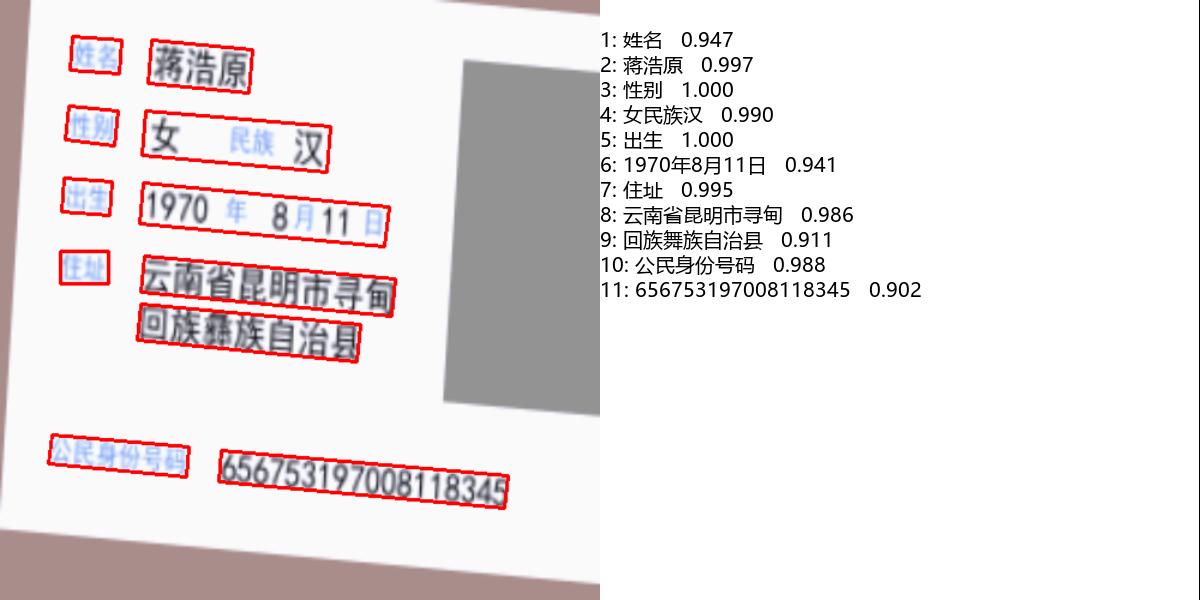 姓名 蒋浩原
性别 女 民族 汉
出生 1970 年 8 月 11 日
住址 云南省昆明市寻甸
回族彝族自治县
公民身份号码 656753197008118345
1: 姓名 0.947
2: 蒋浩原 0.997
3: 性别 1.000
4: 女民族汉 0.990
5: 出生 1.000
6: 1970年8月11日 0.941
7: 住址 0.995
8: 云南省昆明市寻甸 0.986
9: 回族舞族自治县 0.911
10: 公民身份号码 0.988
11: 656753197008118345 0.902